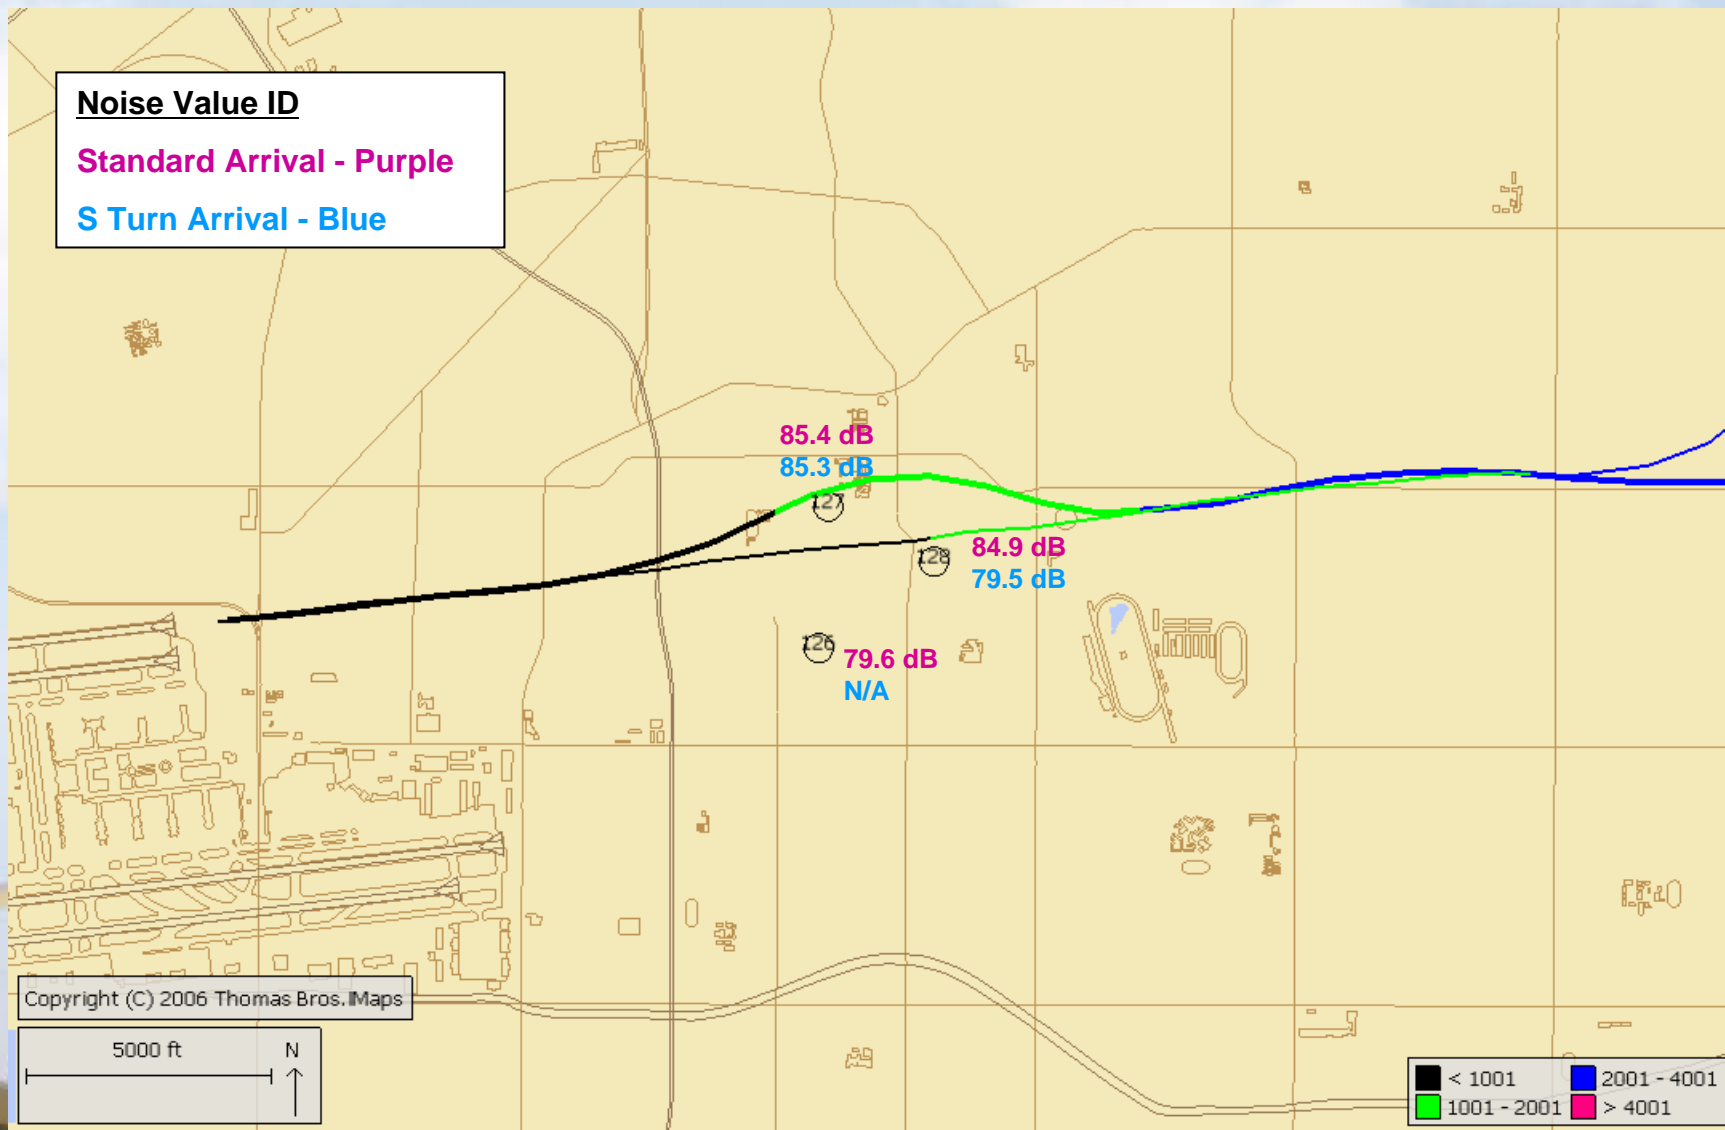 Noise Value ID
Standard Arrival - Purple
S Turn Arrival - Blue
85.4 dB
85.3 dB
127
128
84.9 dB
79.5 dB
126
79.6 dB
N/A
Copyright (C) 2006 Thomas Bros. Maps
5000 ft
N
< 1001
2001 - 4001
1001 - 2001
> 4001